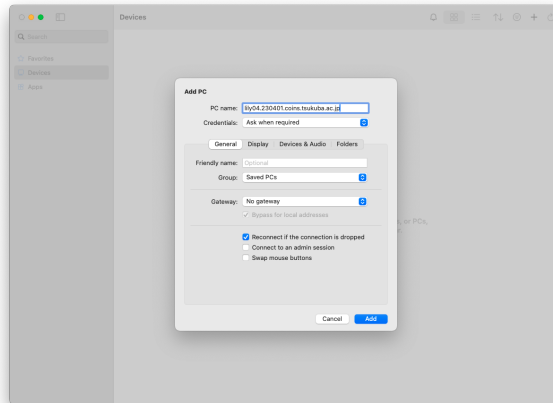 Devices
Search
Favorites
Devices
Apps
Add PC
PC name: lily04.230401.coins.tsukuba.ac.jp
Credentials: Ask when required
General Display Devices & Audio Folders
Friendly name: Optional
Group: Saved PCs
Gateway: No gateway
Bypass for local addresses
s, or PCs,
Reconnect if the connection is dropped
Connect to an admin session
Swap mouse buttons
Cancel Add